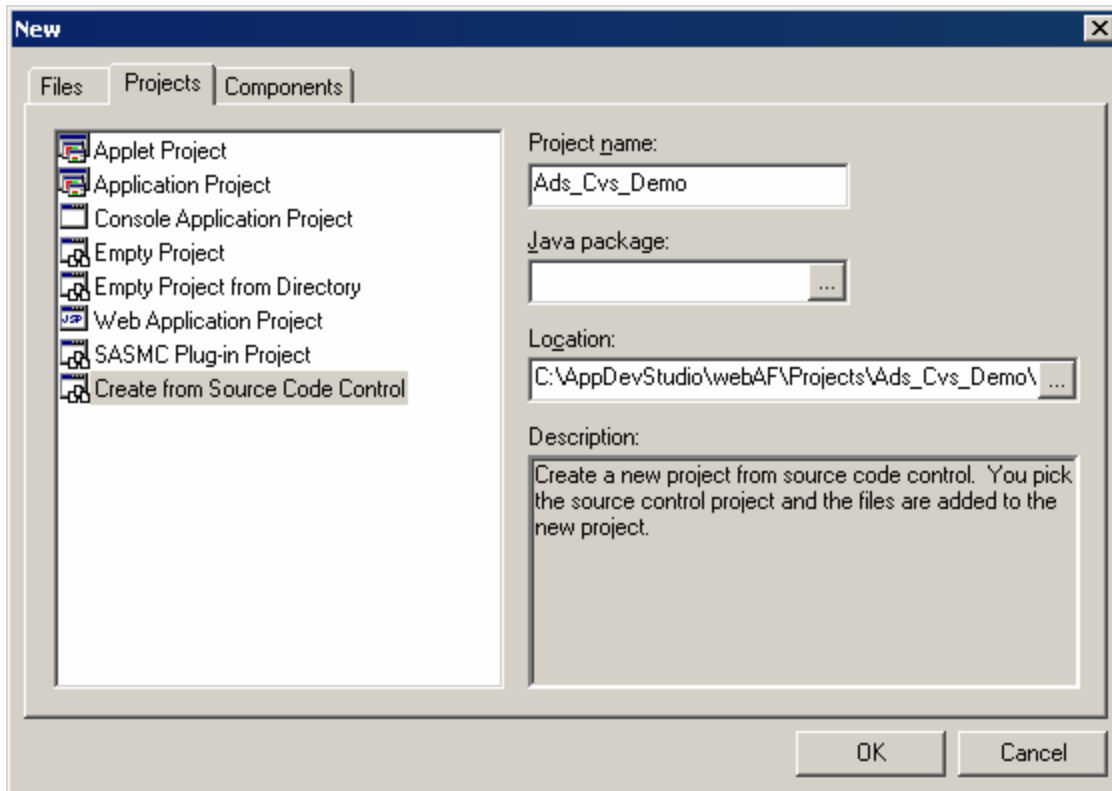 New
Files
Projects
Components
Applet Project
Application Project
Console Application Project
Empty Project
Empty Project from Directory
JSP Web Application Project
SASMC Plug-in Project
Create from Source Code Control
Project name:
Ads_Cvs_Demo
Java package:
...
Location:
C:\AppDevStudio\webAF\Projects\Ads_Cvs_Demo\ ...
Description:
Create a new project from source code control. You pick
the source control project and the files are added to the
new project.
OK
Cancel